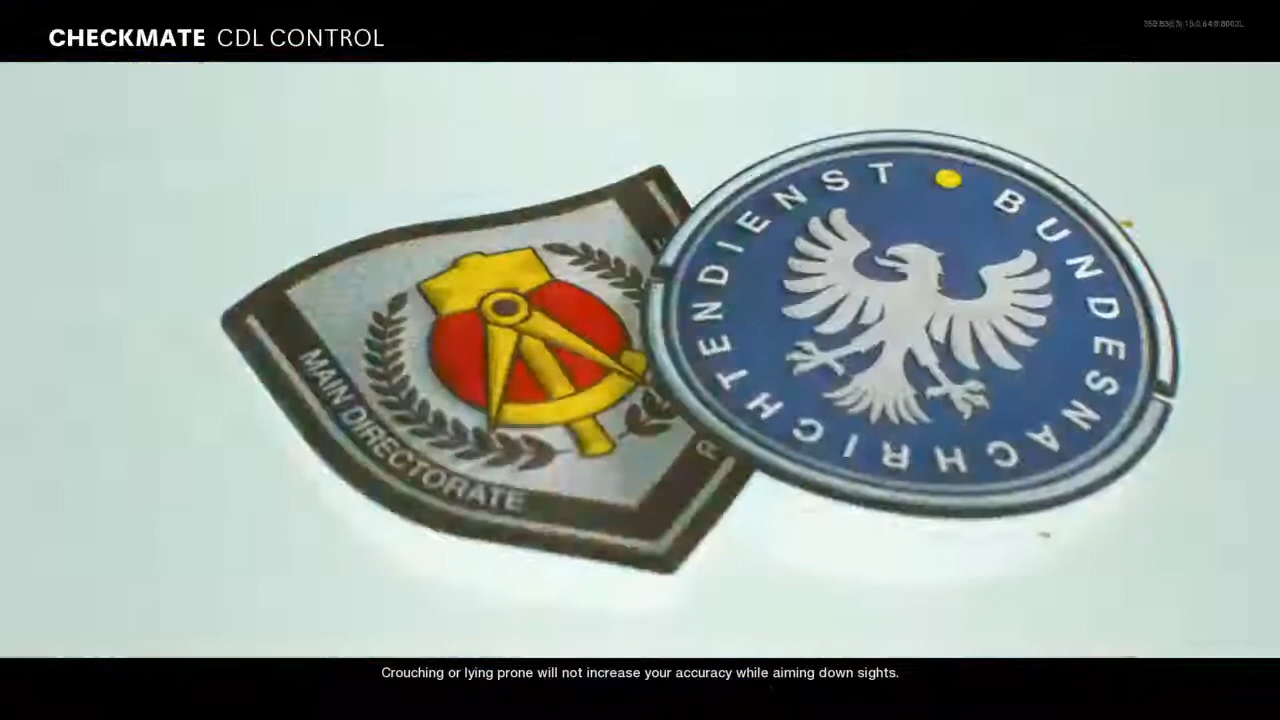 CHECKMATE CDL CONTROL
MAIN DIRECTORATE
R
BUNDESNACHRICHTENDIENST
Crouching or lying prone will not increase your accuracy while aiming down sights.